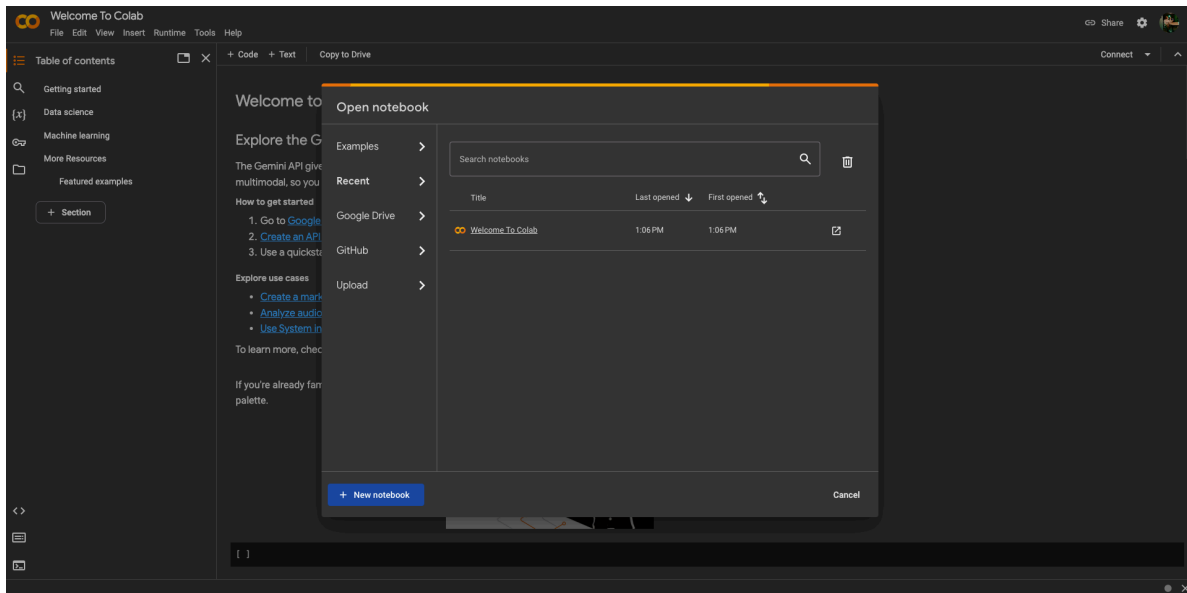 Welcome To Colab
File Edit View Insert Runtime Tools Help
Share
Table of contents
+ Code + Text Copy to Drive
Connect
Getting started
Data science
{x}
Machine learning
More Resources
Featured examples
+ Section
Welcome to
Explore the G
The Gemini API give
multimodal, so you
How to get started
1. Go to Google
2. Create an API
3. Use a quicksta
Explore use cases
• Create a mark
• Analyze audio
• Use System in
To learn more, chec
If you're already fam
palette.
Open notebook
Examples
Recent
Google Drive
GitHub
Upload
Search notebooks
Title Last opened First opened
Welcome To Colab 1:06 PM 1:06 PM
+ New notebook
Cancel
[ ]